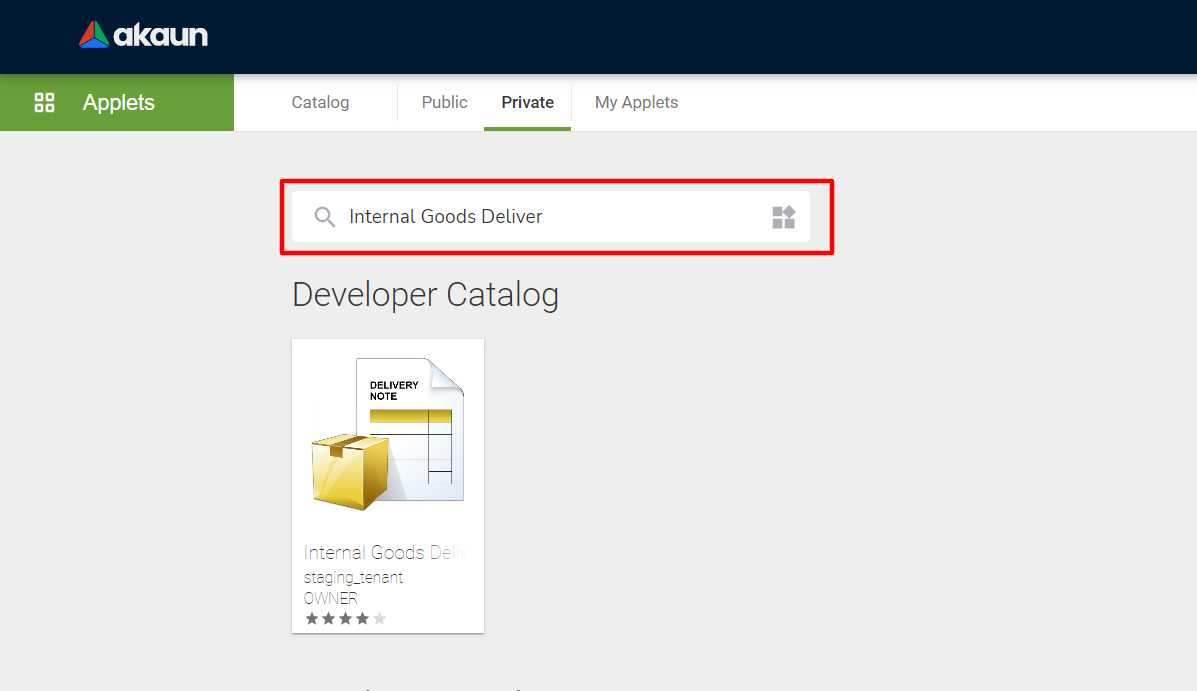 akaun
Applets
Catalog
Public
Private
My Applets
Internal Goods Deliver
Developer Catalog
DELIVERY
NOTE
Internal Goods Deliv
staging_tenant
OWNER